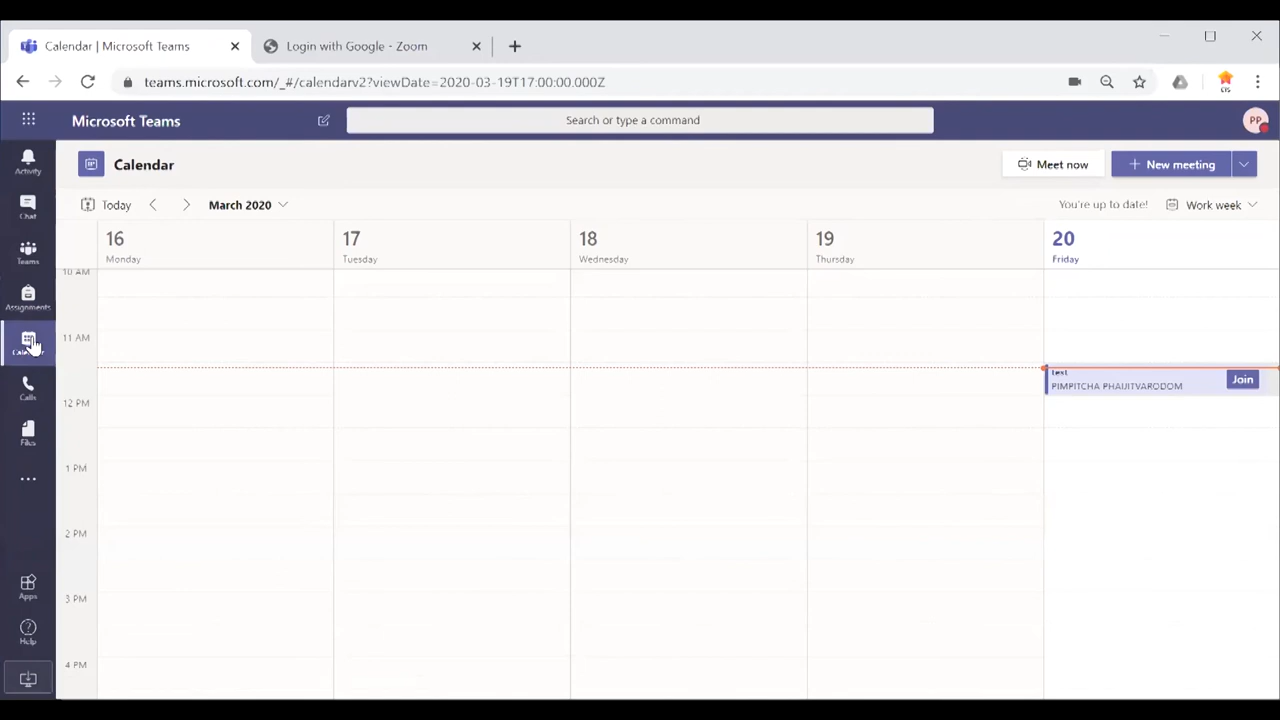 Calendar | Microsoft Teams
Login with Google - Zoom
teams.microsoft.com/_#/calendarv2?viewDate=2020-03-19T17:00:00.000Z
CYS
Microsoft Teams
Search or type a command
PP
Activity
Chat
Teams
Assignments
Calls
Files
Apps
Help
Calendar
Meet now
New meeting
Today
March 2020
You're up to date!
Work week
16
Monday
17
Tuesday
18
Wednesday
19
Thursday
20
Friday
10 AM
11 AM
12 PM
1 PM
2 PM
3 PM
4 PM
test
PIMPITCHA PHAIJITVARODOM
Join